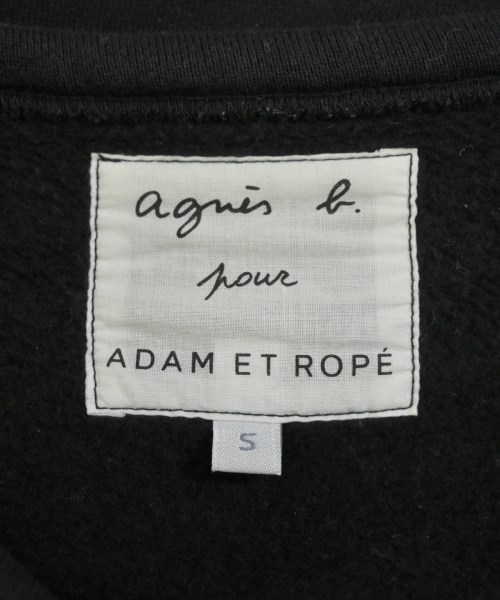 agnès b.
pour
ADAM ET ROPÉ
S